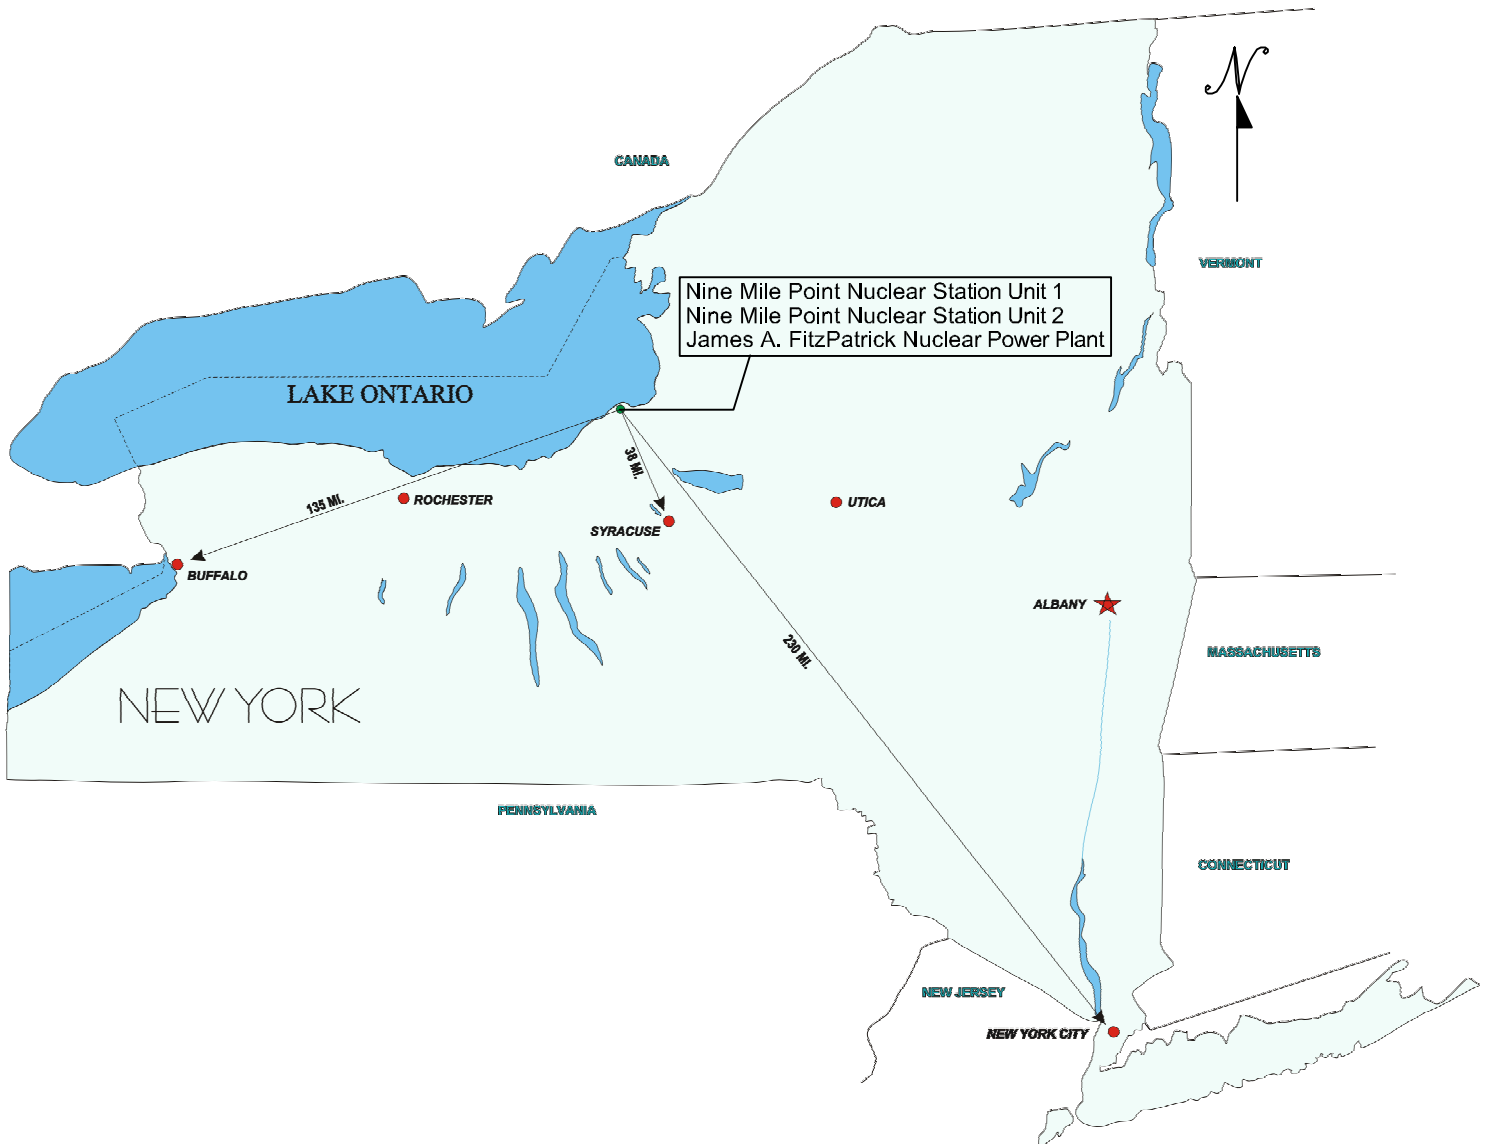 N
CANADA
VERMONT
Nine Mile Point Nuclear Station Unit 1
Nine Mile Point Nuclear Station Unit 2
James A. FitzPatrick Nuclear Power Plant
LAKE ONTARIO
38 MI.
135 MI.
ROCHESTER
UTICA
SYRACUSE
BUFFALO
ALBANY
230 MI.
MASSACHUSETTS
NEW YORK
PENNSYLVANIA
CONNECTICUT
NEW JERSEY
NEW YORK CITY